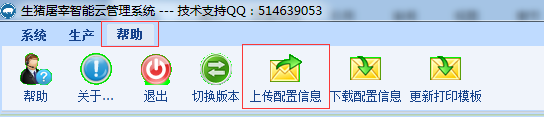 生猪屠宰智能云管理系统 --- 技术支持QQ：514639053
系统 生产 帮助
帮助 关于... 退出 切换版本 上传配置信息 下载配置信息 更新打印模板